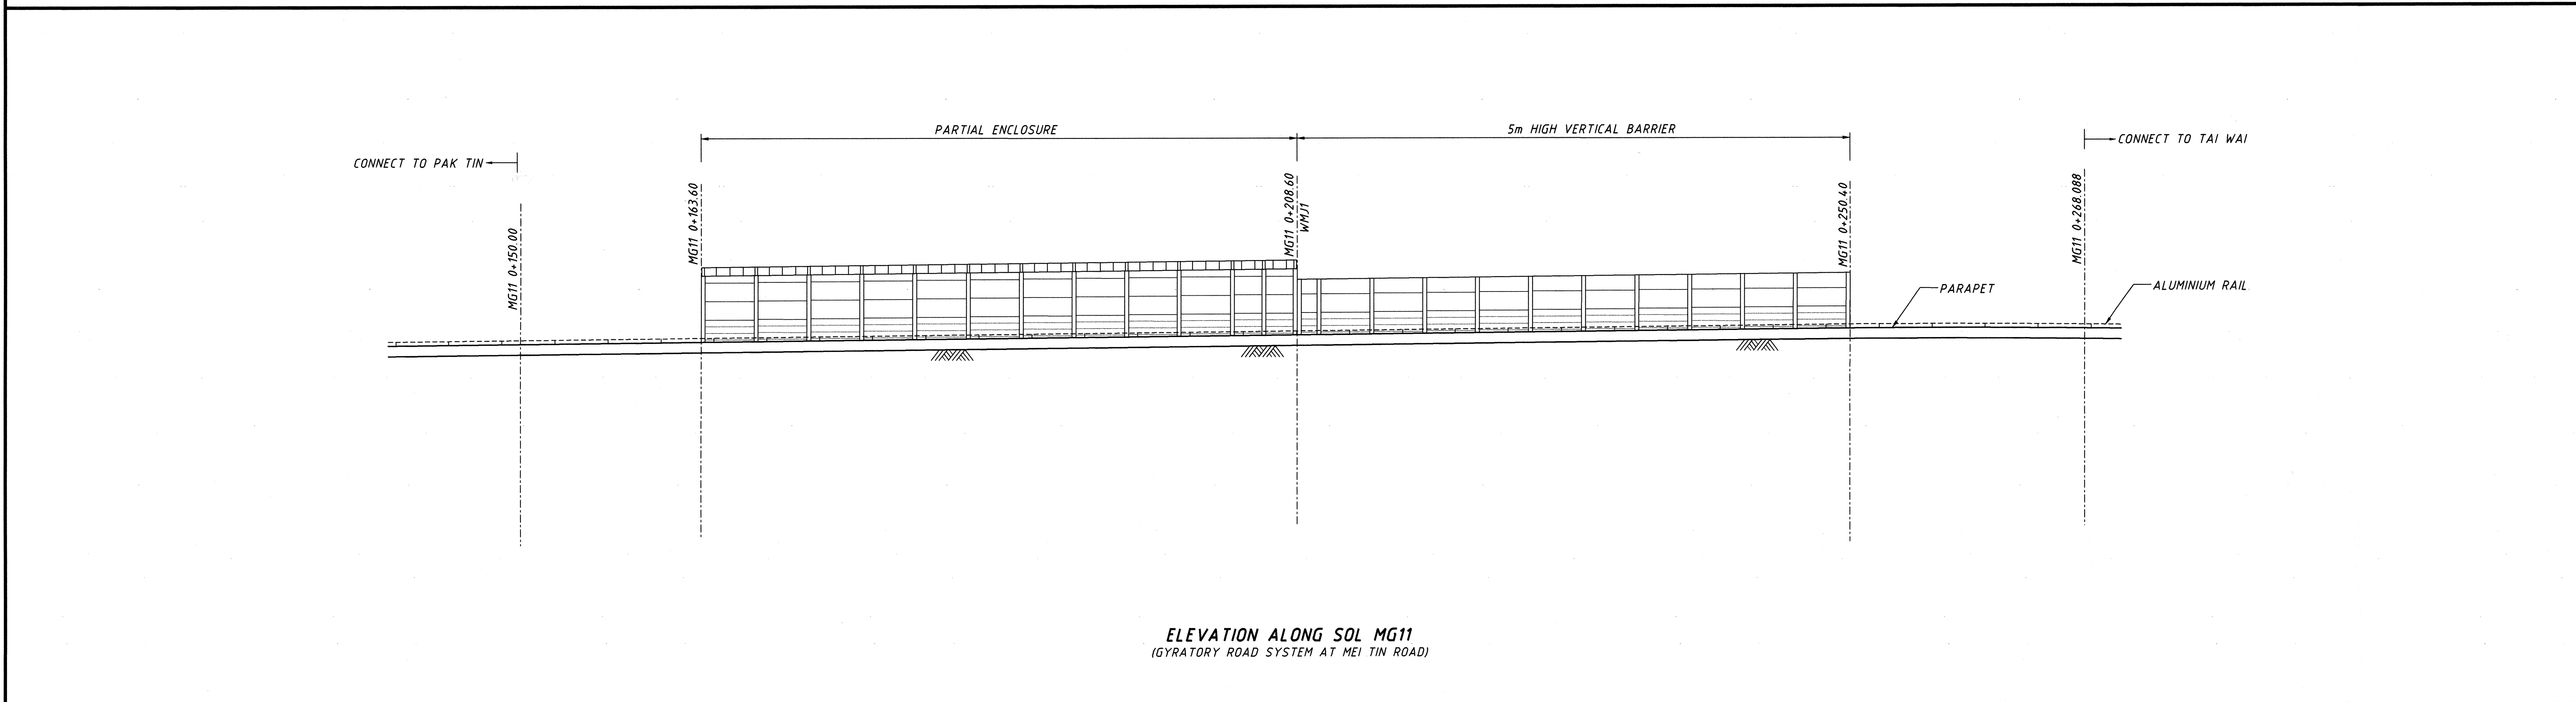 PARTIAL ENCLOSURE
5m HIGH VERTICAL BARRIER
CONNECT TO PAK TIN
CONNECT TO TAI WAI
MG11 0+150.00
MG11 0+163.60
MG11 0+208.60
WMJ1
MG11 0+250.40
MG11 0+268.088
PARAPET
ALUMINIUM RAIL
ELEVATION ALONG SOL MG11
(GYRATORY ROAD SYSTEM AT MEI TIN ROAD)